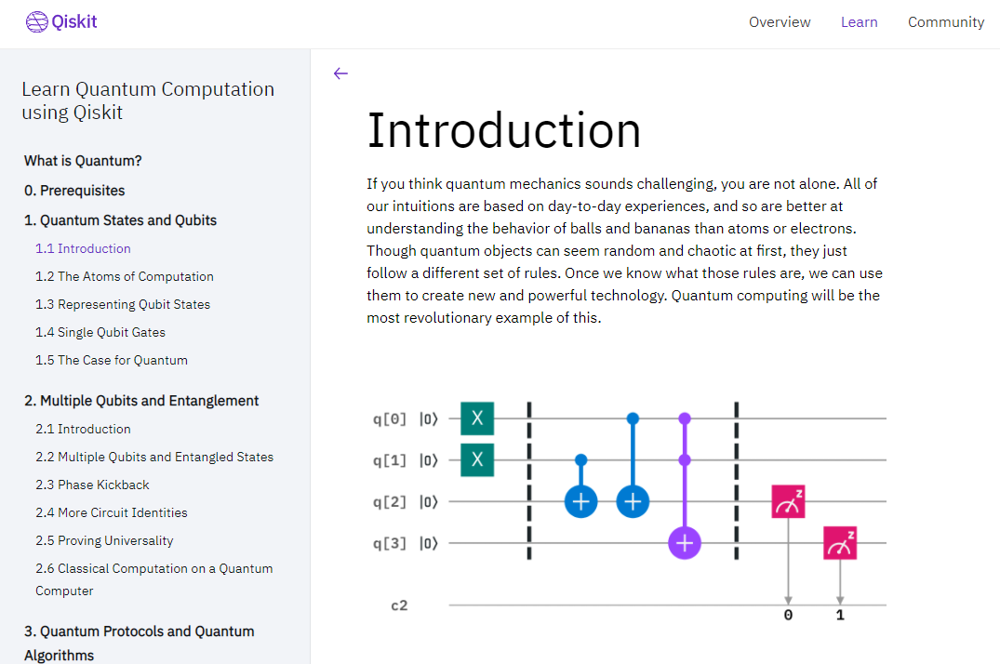 Qiskit
Overview Learn Community
Learn Quantum Computation
using Qiskit
What is Quantum?
0. Prerequisites
1. Quantum States and Qubits
1.1 Introduction
1.2 The Atoms of Computation
1.3 Representing Qubit States
1.4 Single Qubit Gates
1.5 The Case for Quantum
2. Multiple Qubits and Entanglement
2.1 Introduction
2.2 Multiple Qubits and Entangled States
2.3 Phase Kickback
2.4 More Circuit Identities
2.5 Proving Universality
2.6 Classical Computation on a Quantum
Computer
3. Quantum Protocols and Quantum
Algorithms
←
Introduction
If you think quantum mechanics sounds challenging, you are not alone. All of
our intuitions are based on day-to-day experiences, and so are better at
understanding the behavior of balls and bananas than atoms or electrons.
Though quantum objects can seem random and chaotic at first, they just
follow a different set of rules. Once we know what those rules are, we can use
them to create new and powerful technology. Quantum computing will be the
most revolutionary example of this.
q[0] |0⟩ X
q[1] |0⟩ X
q[2] |0⟩ + + z
q[3] |0⟩ + z
c2
0 1